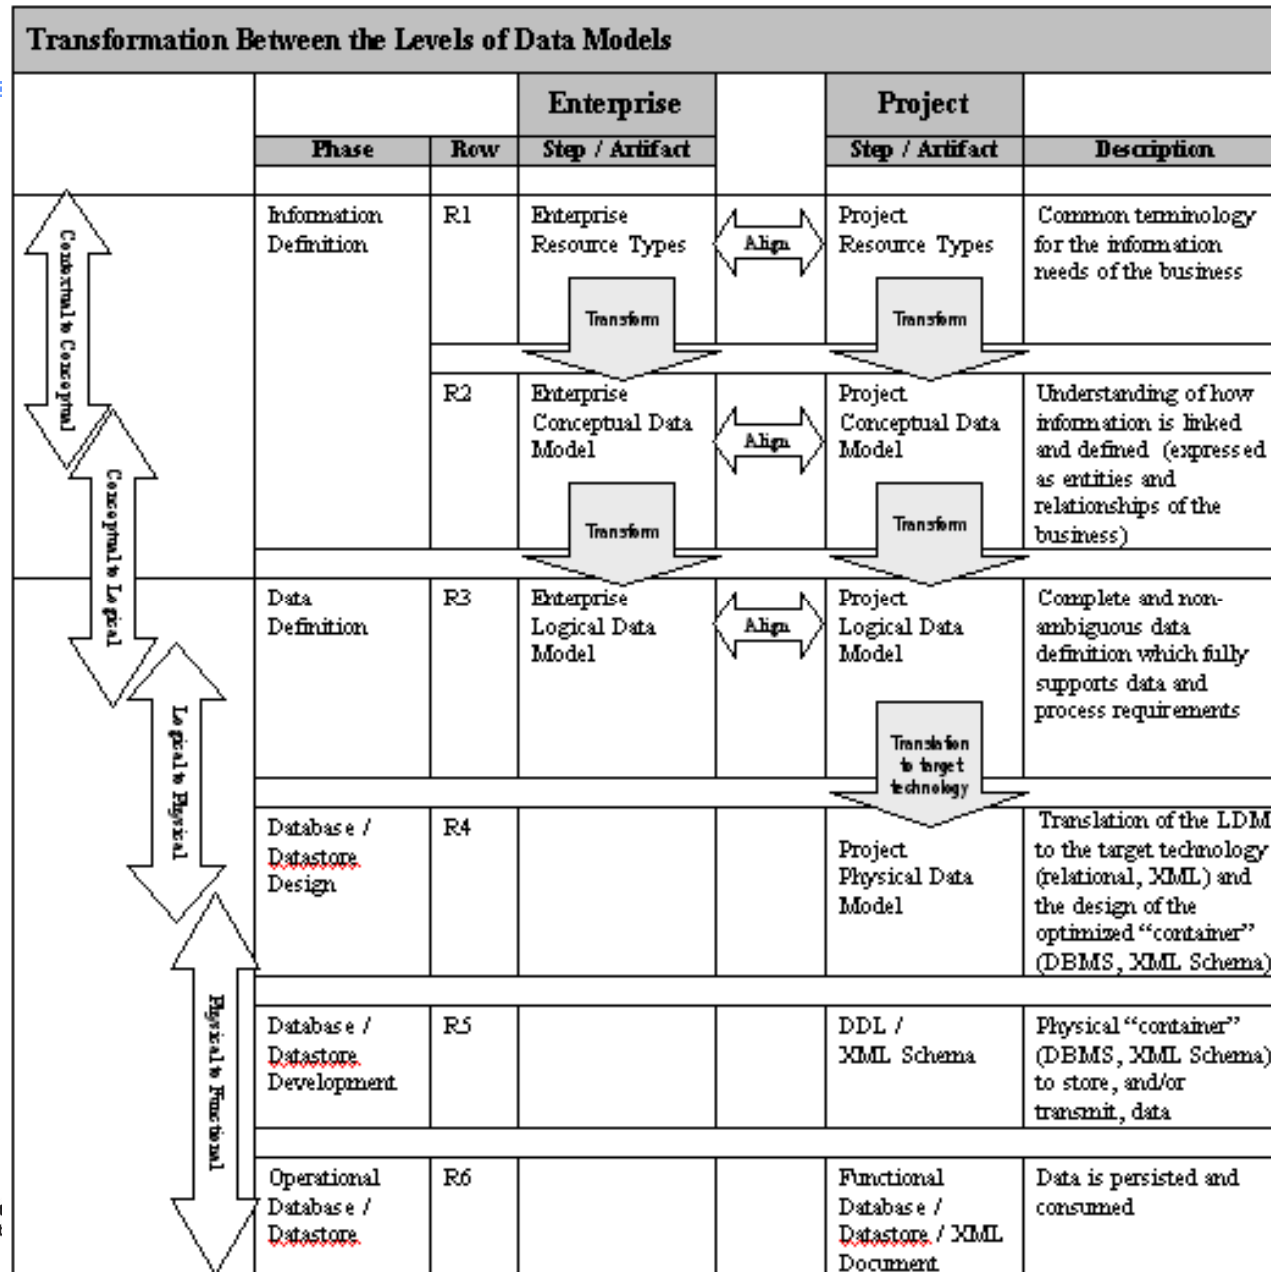 Transformation Between the Levels of Data Models
Enterprise
Project
Phase
Row
Step / Artifact
Step / Artifact
Description
Contextual to Conceptual
Information
Definition
R1
Enterprise
Resource Types
Align
Project
Resource Types
Common terminology
for the information
needs of the business
Transform
Transform
R2
Enterprise
Conceptual Data
Model
Align
Project
Conceptual Data
Model
Understanding of how
information is linked
and defined (expressed
as entities and
relationships of the
business)
Transform
Transform
Conceptual to Logical
Data
Definition
R3
Enterprise
Logical Data
Model
Align
Project
Logical Data
Model
Complete and non-
ambiguous data
definition which fully
supports data and
process requirements
Translation
to target
technology
Logical to Physical
Database /
Datastore
Design
R4
Project
Physical Data
Model
Translation of the LDM
to the target technology
(relational, XML) and
the design of the
optimized “container”
(DBMS, XML Schema)
Physical to Functional
Database /
Datastore
Development
R5
DDL /
XML Schema
Physical “container”
(DBMS, XML Schema)
to store, and/or
transmit, data
Operational
Database /
Datastore
R6
Functional
Database /
Datastore / XML
Document
Data is persisted and
consumed